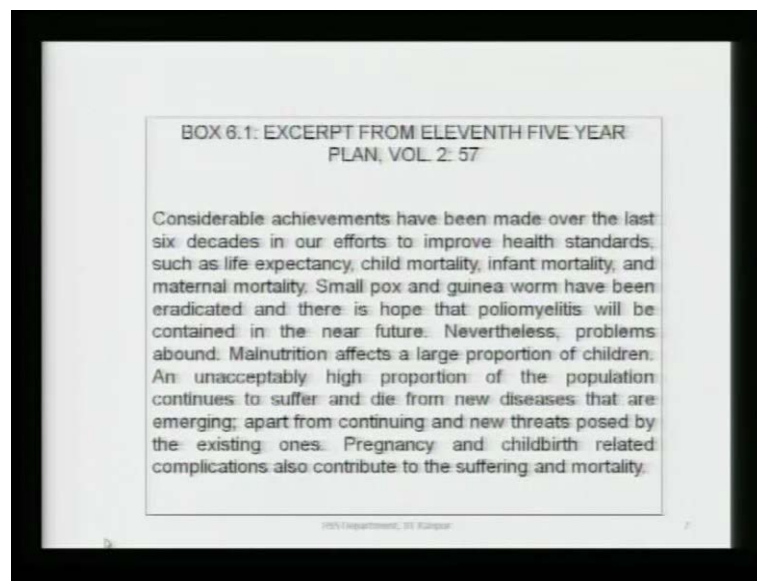 BOX 6.1: EXCERPT FROM ELEVENTH FIVE YEAR
PLAN, VOL. 2: 57
Considerable achievements have been made over the last
six decades in our efforts to improve health standards,
such as life expectancy, child mortality, infant mortality, and
maternal mortality. Small pox and guinea worm have been
eradicated and there is hope that poliomyelitis will be
contained in the near future. Nevertheless, problems
abound. Malnutrition affects a large proportion of children.
An unacceptably high proportion of the population
continues to suffer and die from new diseases that are
emerging; apart from continuing and new threats posed by
the existing ones. Pregnancy and childbirth related
complications also contribute to the suffering and mortality.
Department, IIT Kanpur